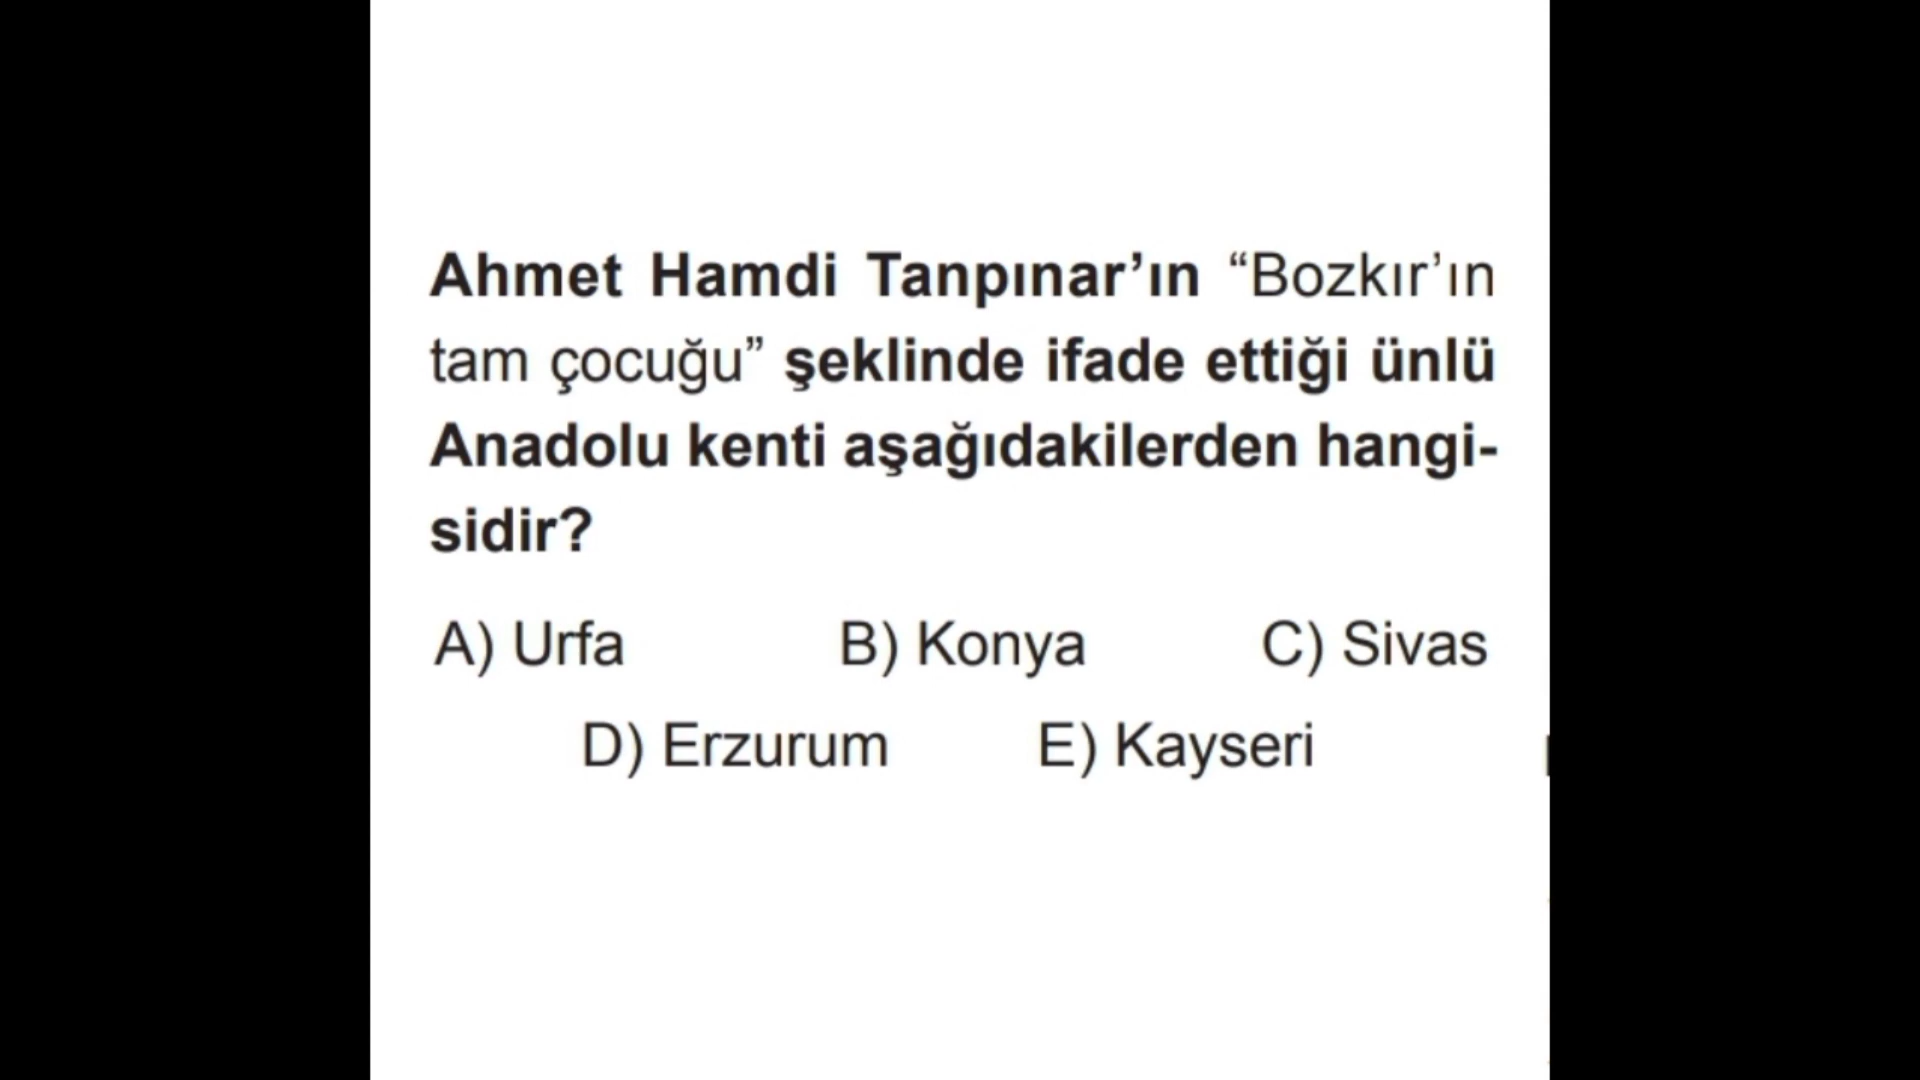 Ahmet Hamdi Tanpınar’ın “Bozkır’ın
tam çocuğu” şeklinde ifade ettiği ünlü
Anadolu kenti aşağıdakilerden hangi-
sidir?
A) Urfa B) Konya C) Sivas
D) Erzurum E) Kayseri